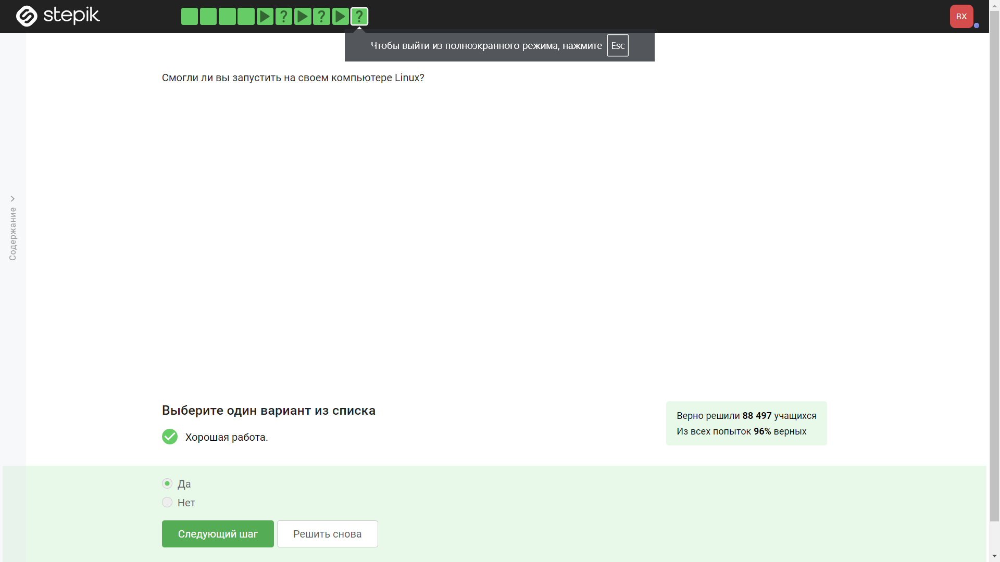 stepik
?
?
?
BX
Чтобы выйти из полноэкранного режима, нажмите Esc
Смогли ли вы запустить на своем компьютере Linux?
Содержание
Выберите один вариант из списка
Хорошая работа.
Верно решили 88 497 учащихся
Из всех попыток 96% верных
Да
Нет
Следующий шаг
Решить снова